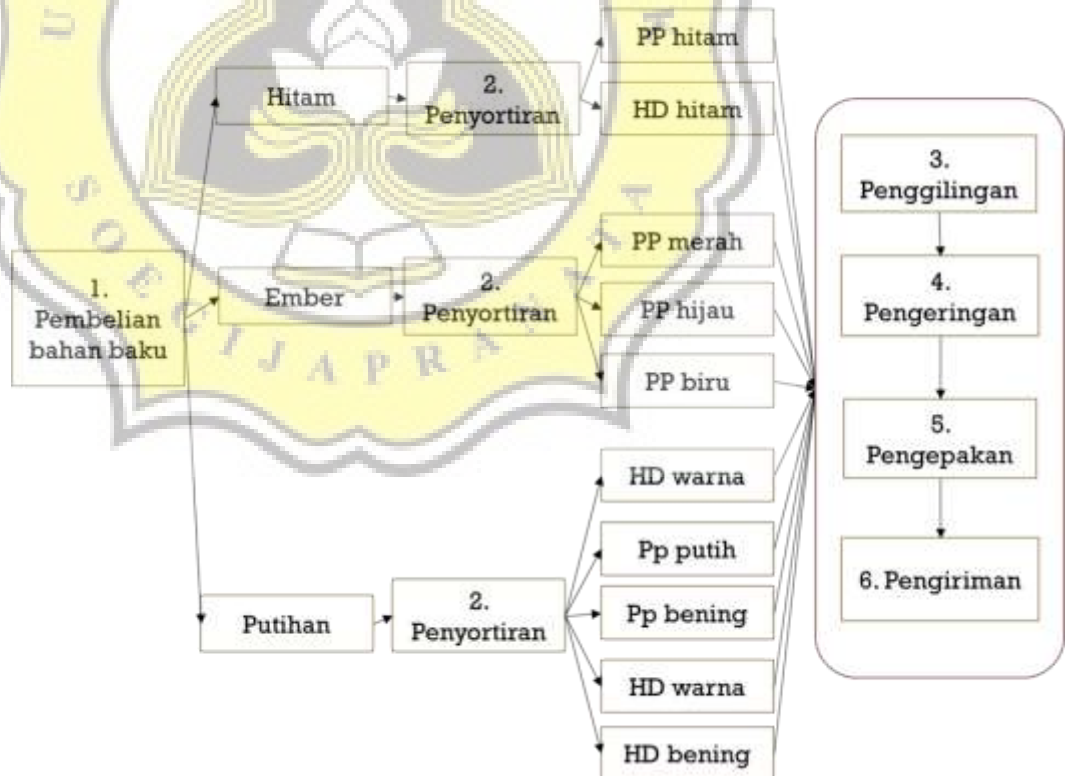 1.
Pembelian
bahan baku
Hitam
2.
Penyortiran
PP hitam
HD hitam
Ember
2.
Penyortiran
PP merah
PP hijau
PP biru
Putihan
2.
Penyortiran
HD warna
Pp putih
Pp bening
HD warna
HD bening
3.
Penggilingan
4.
Pengeringan
5.
Pengepakan
6. Pengiriman
U
SOEGIJAPRANATA